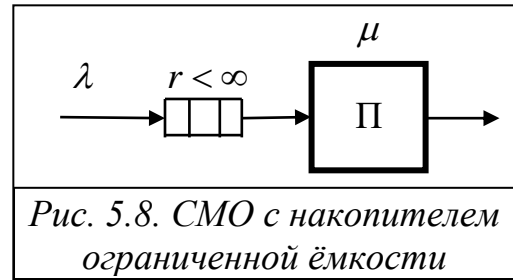 μ
λ
r < ∞
П
Рис. 5.8. СМО с накопителем
ограниченной ёмкости